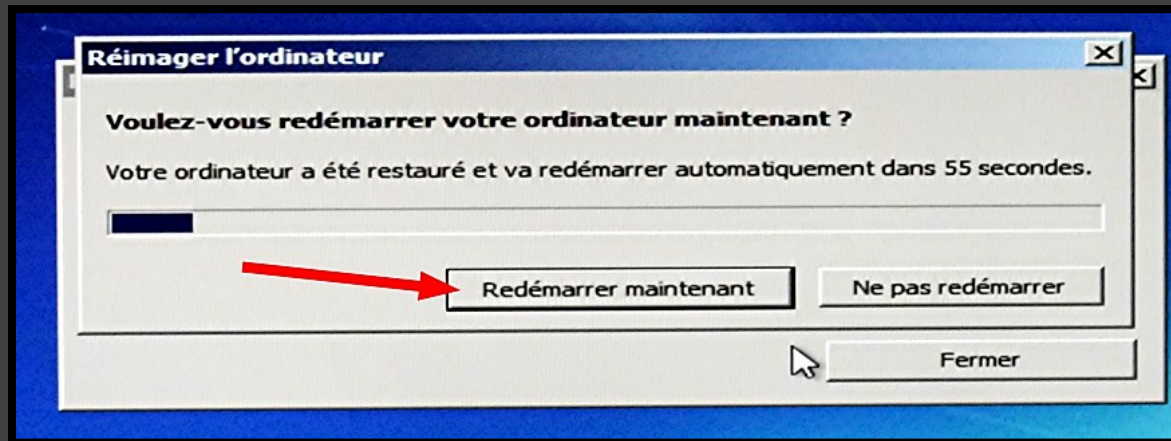 Réimager l'ordinateur
Voulez-vous redémarrer votre ordinateur maintenant ?
Votre ordinateur a été restauré et va redémarrer automatiquement dans 55 secondes.
Redémarrer maintenant
Ne pas redémarrer
Fermer